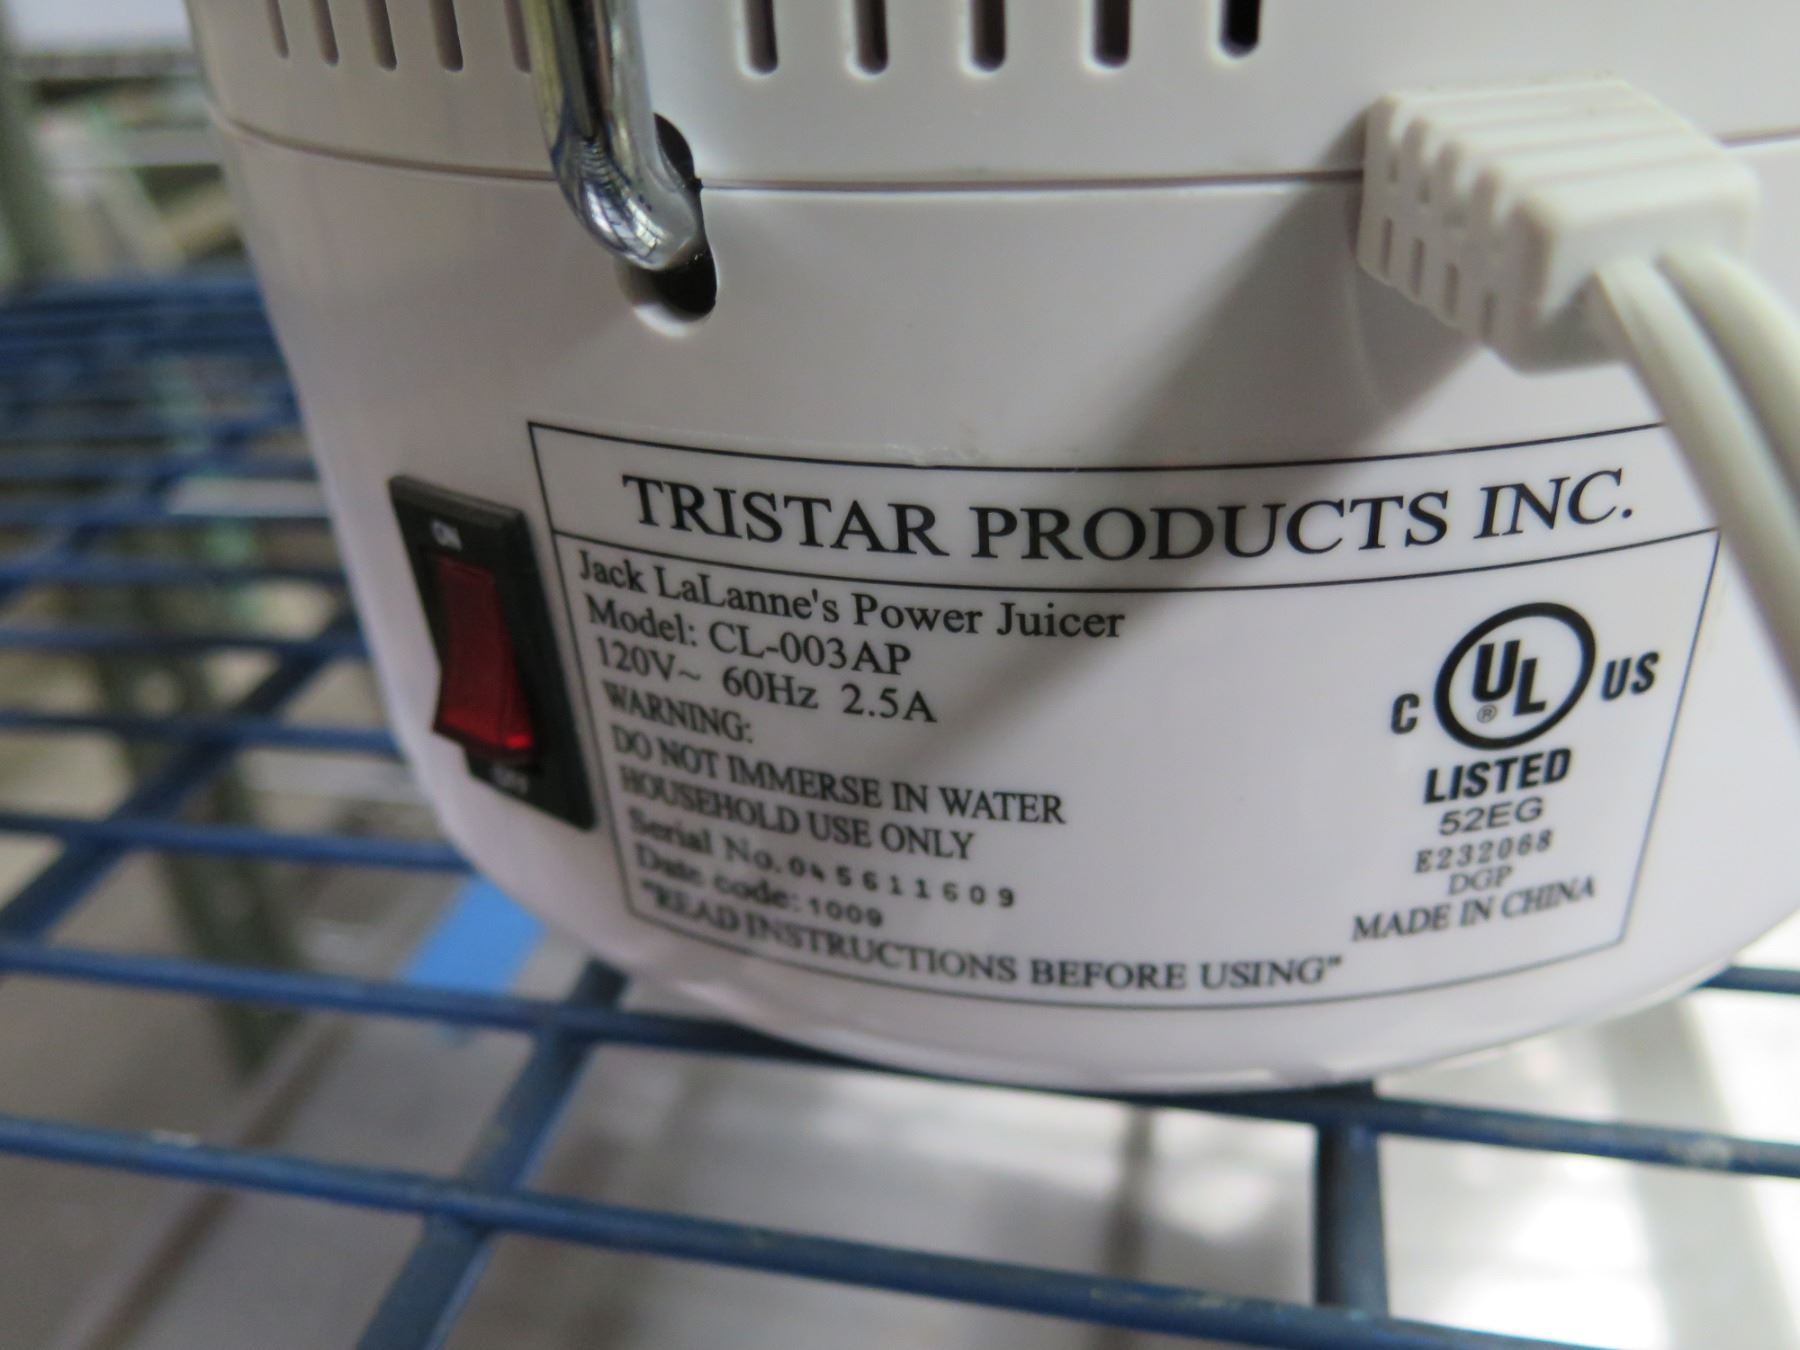 ON
OFF
TRISTAR PRODUCTS INC.
Jack LaLanne's Power Juicer
Model: CL-003AP
120V~ 60Hz 2.5A
WARNING:
DO NOT IMMERSE IN WATER
HOUSEHOLD USE ONLY
Serial No. 045611609
Date code: 1009
"READ INSTRUCTIONS BEFORE USING"
C UL® US
LISTED
52EG
E232068
DGP
MADE IN CHINA